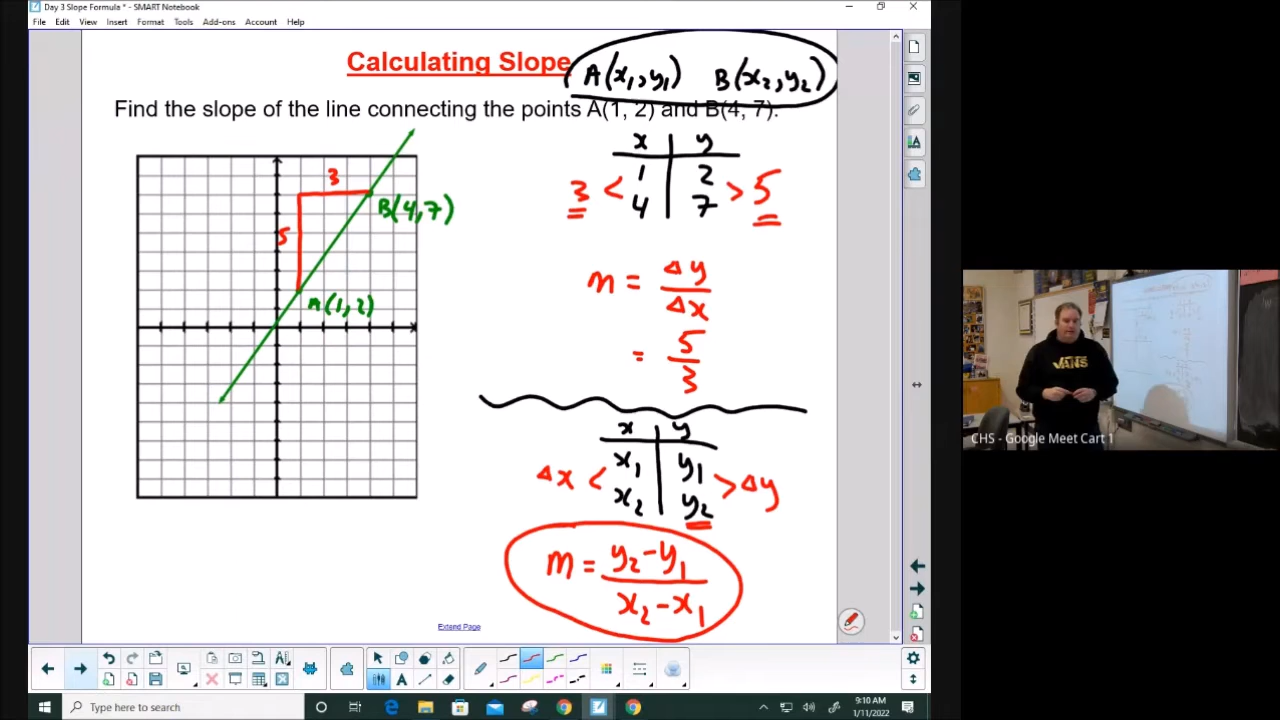 Day 3 Slope Formula * - SMART Notebook
File Edit View Insert Format Tools Add-ons Account Help
Calculating Slope
A(x₁,y₁) B(x₂,y₂)
Find the slope of the line connecting the points A(1, 2) and B(4, 7).
x y
1 2
3 < > 5
4 7
3
5
B(4,7)
A(1,2)
m = Δy/Δx
= 5/3
x y
x₁ y₁
Δx < > Δy
x₂ y₂
m = y₂-y₁/x₂-x₁
Extend Page
VANS
CHS - Google Meet Cart 1
Type here to search
9:10 AM
1/11/2022